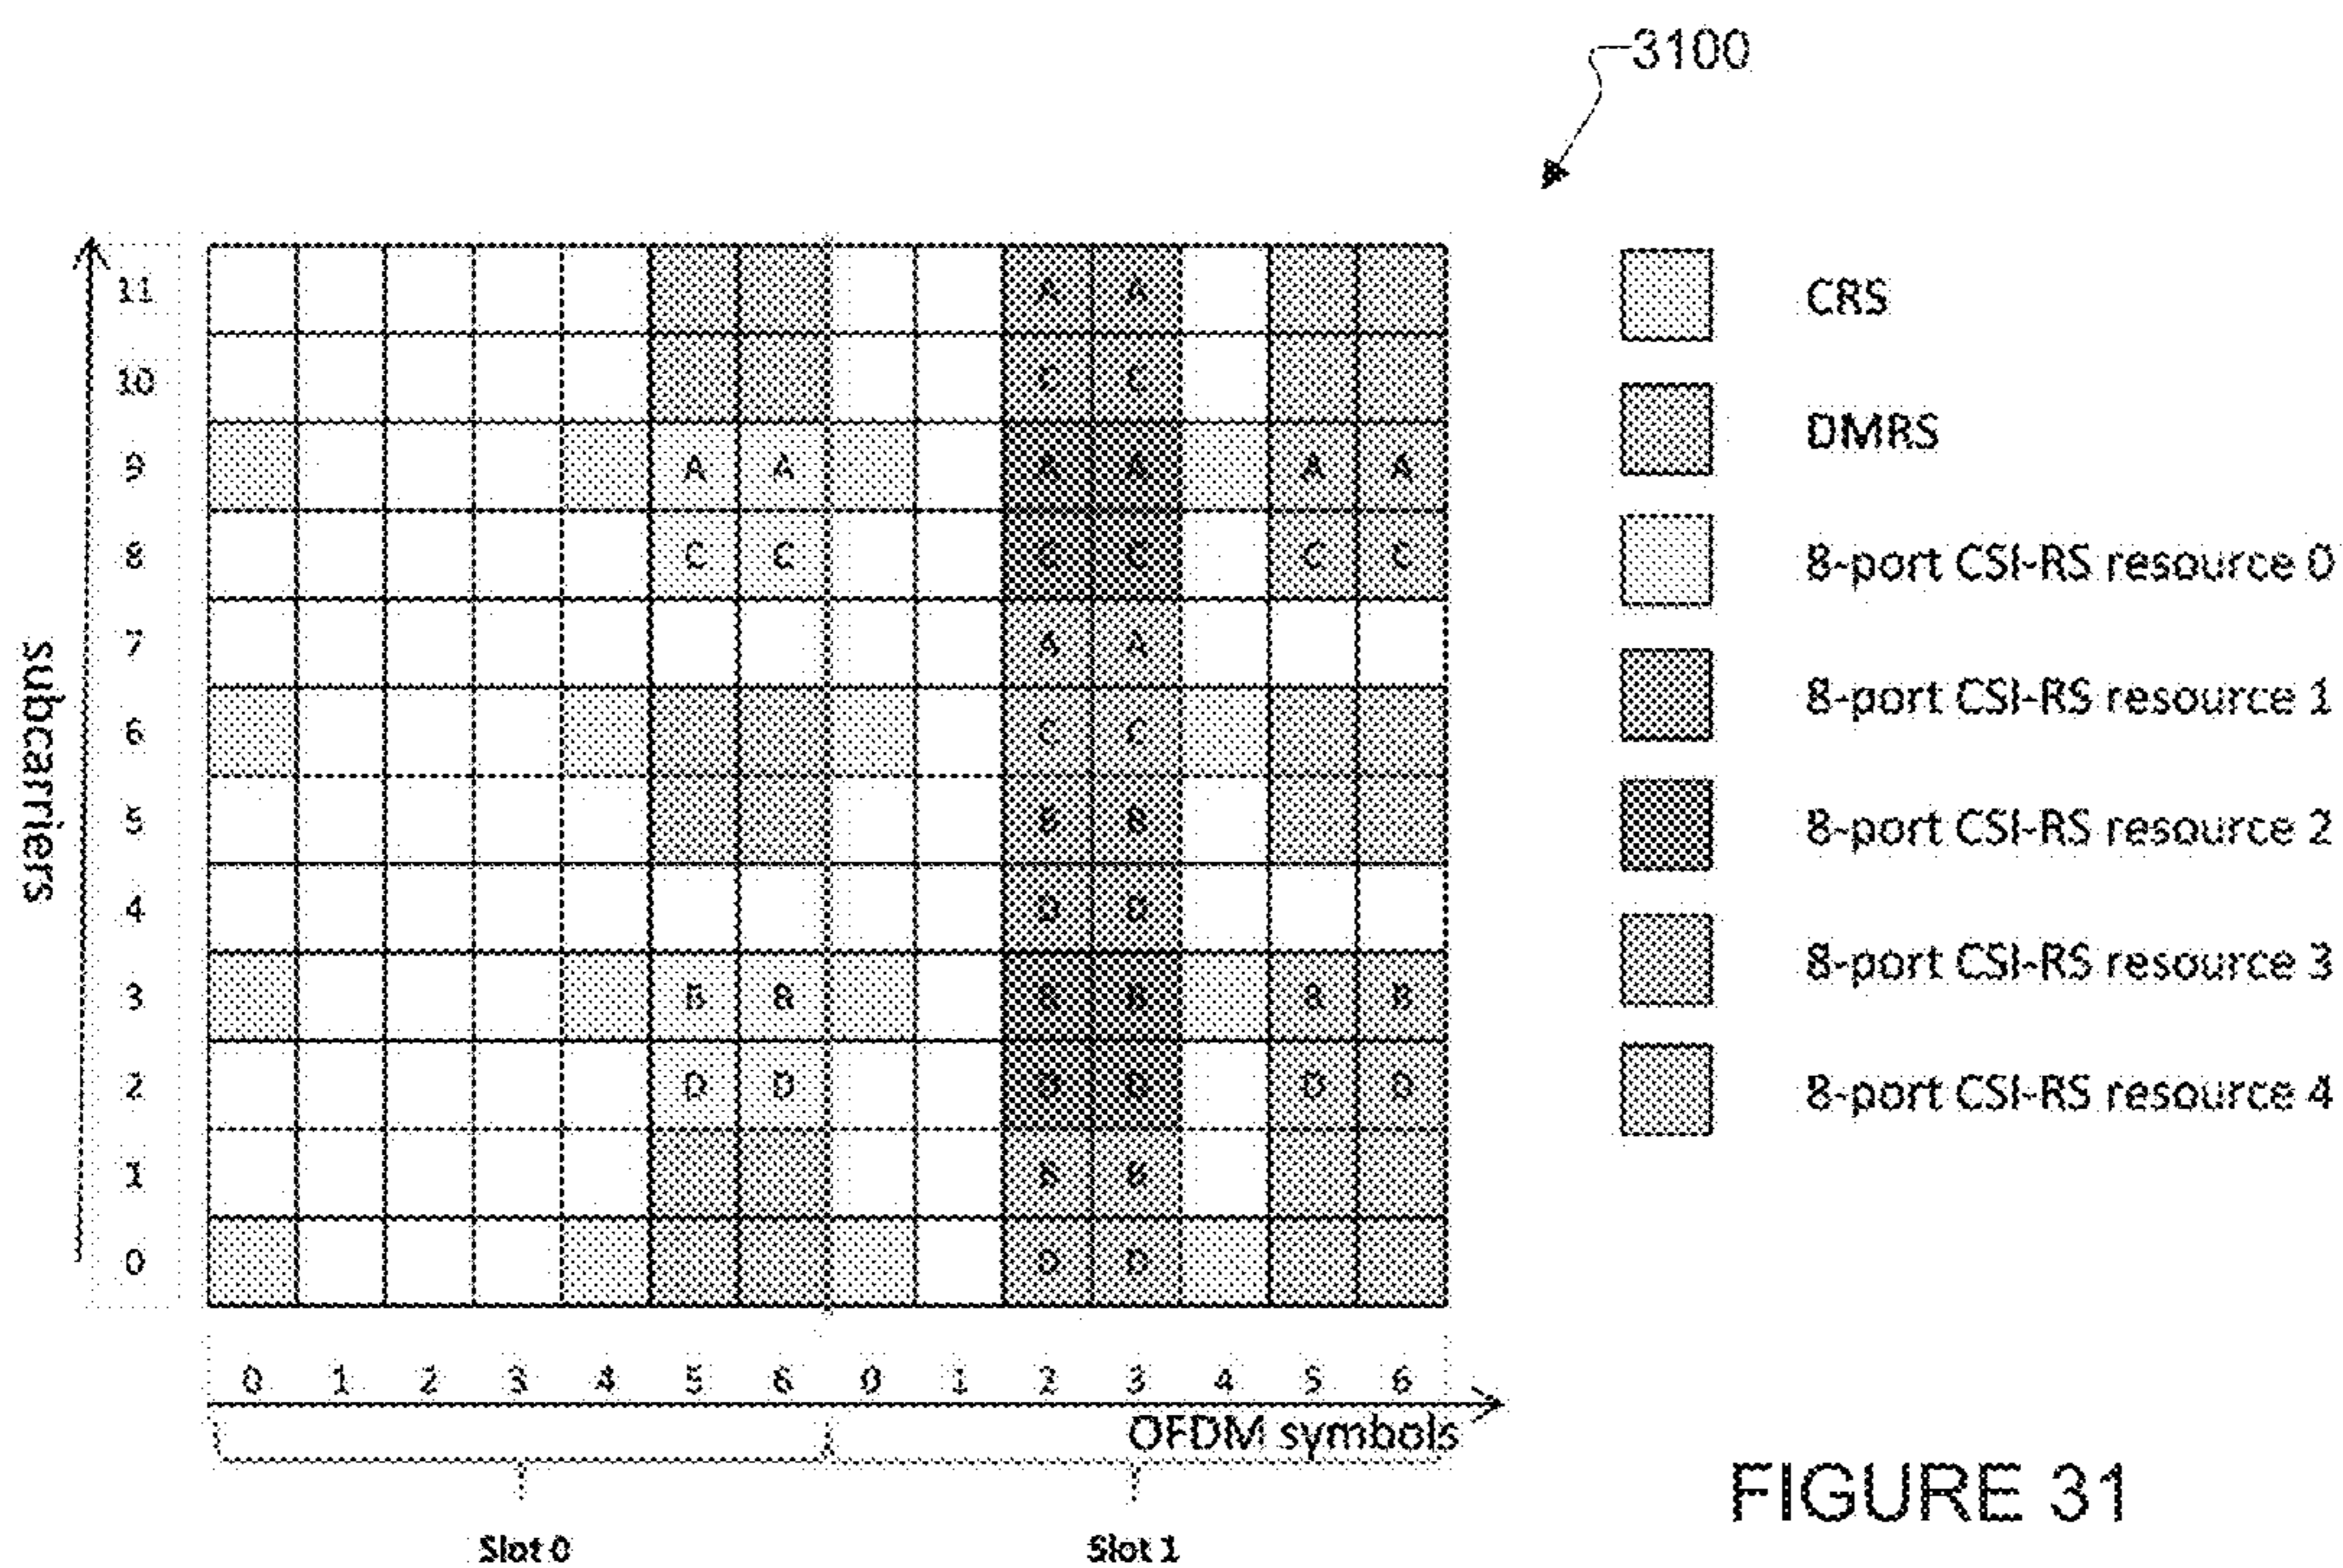 3100
11 A A
10 C C
9 A A A A A A
8 C C C C C C
7 A A
6 C C
5 B B
4 D D
3 B B B B B B
2 D D D D
1 B B
0 D D
subcarriers
0 1 2 3 4 5 6 0 1 2 3 4 5 6
OFDM symbols
Slot 0 Slot 1
CRS
DMRS
8-port CSI-RS resource 0
8-port CSI-RS resource 1
8-port CSI-RS resource 2
8-port CSI-RS resource 3
8-port CSI-RS resource 4
FIGURE 31